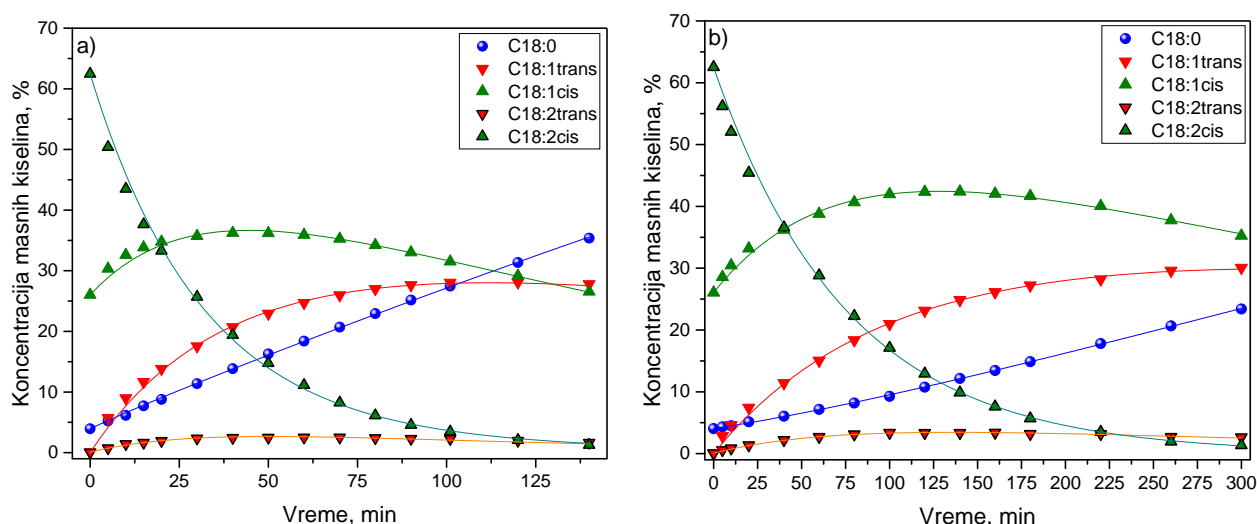 a)
C18:0
C18:1trans
C18:1cis
C18:2trans
C18:2cis
Koncentracija masnih kiselina, %
70
60
50
40
30
20
10
0
0 25 50 75 100 125
Vreme, min
b)
C18:0
C18:1trans
C18:1cis
C18:2trans
C18:2cis
Koncentracija masnih kiselina, %
70
60
50
40
30
20
10
0
0 25 50 75 100 125 150 175 200 225 250 275 300
Vreme, min